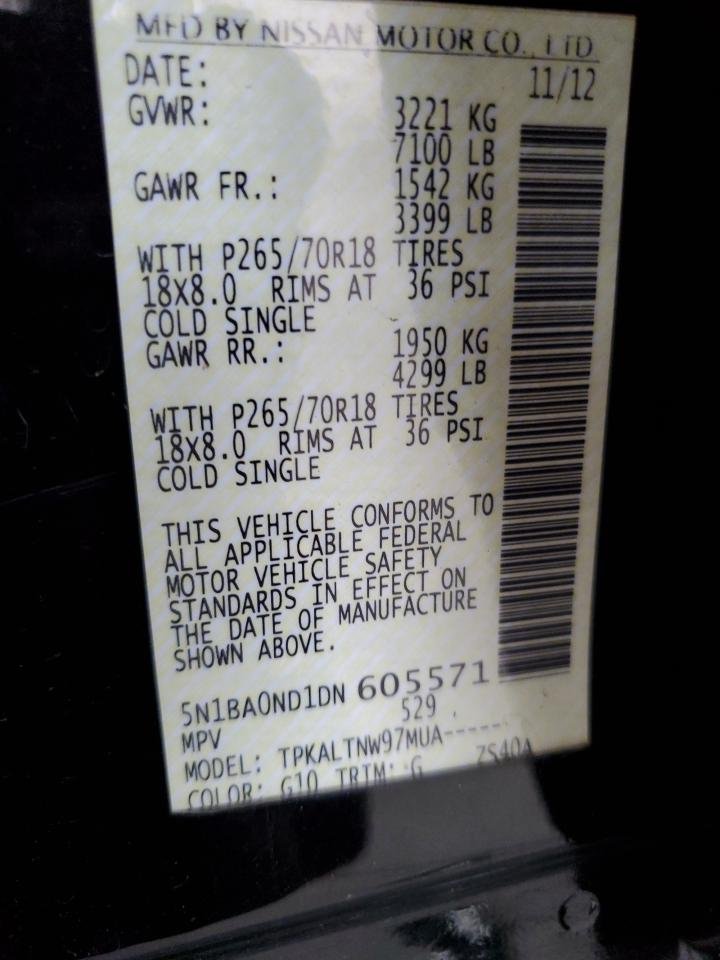 MFD BY NISSAN MOTOR CO., LTD.
DATE: 11/12
GVWR: 3221 KG
7100 LB
GAWR FR.: 1542 KG
3399 LB
WITH P265/70R18 TIRES
18X8.0 RIMS AT 36 PSI
COLD SINGLE
GAWR RR.: 1950 KG
4299 LB
WITH P265/70R18 TIRES
18X8.0 RIMS AT 36 PSI
COLD SINGLE
THIS VEHICLE CONFORMS TO
ALL APPLICABLE FEDERAL
MOTOR VEHICLE SAFETY
STANDARDS IN EFFECT ON
THE DATE OF MANUFACTURE
SHOWN ABOVE.
5N1BA0ND1DN 605571
MPV 529
MODEL: TPKALTNW97MUA-----
COLOR: G10 TRIM: G ZS40A